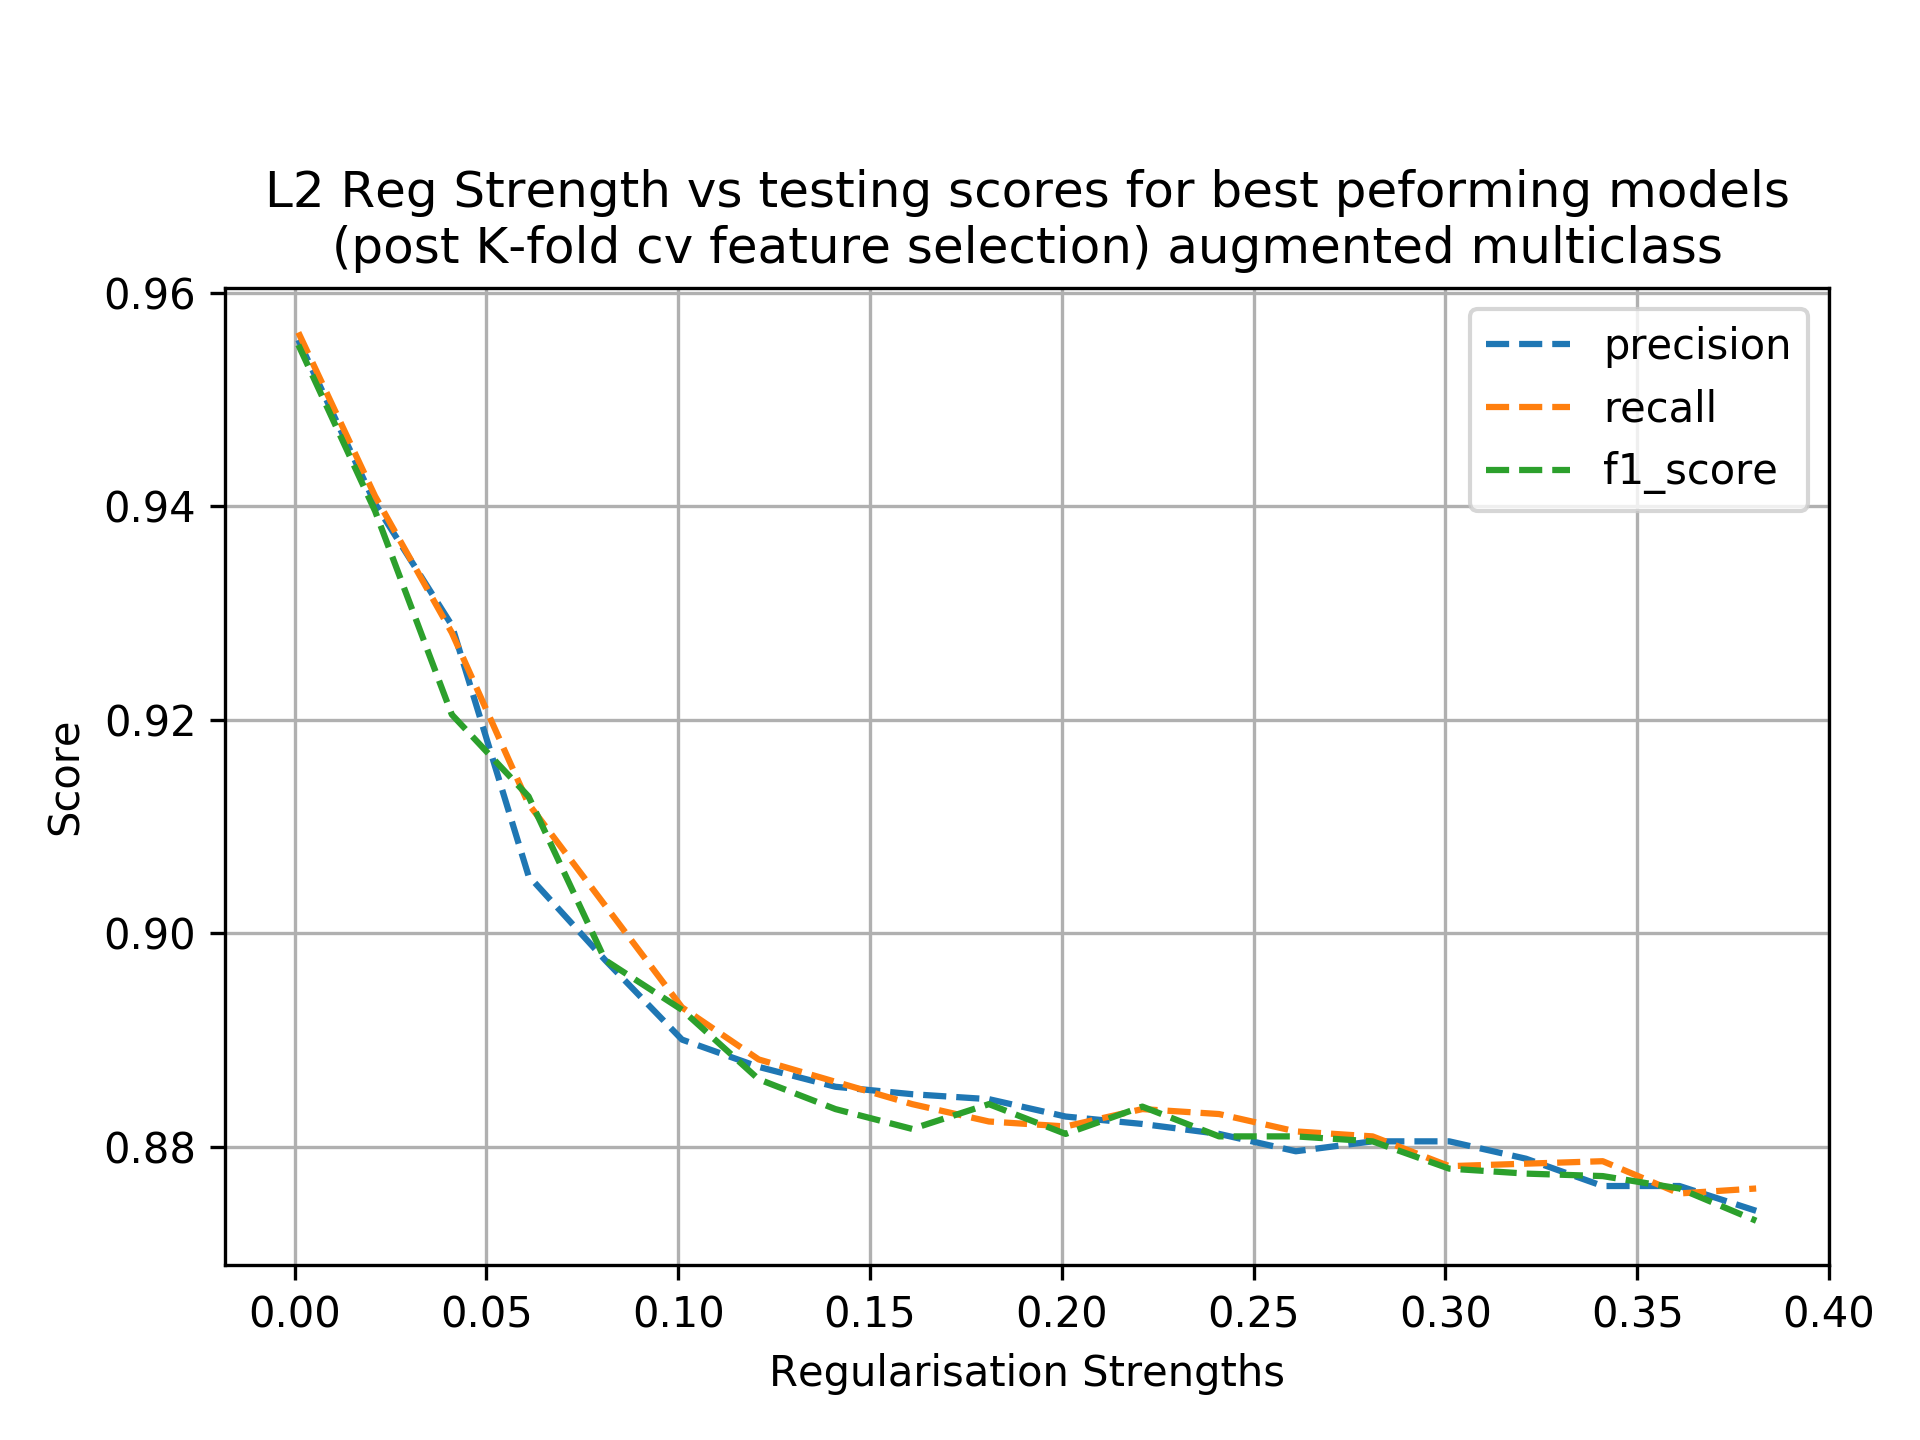 L2 Reg Strength vs testing scores for best peforming models
(post K-fold cv feature selection) augmented multiclass
0.96
0.94
0.92
0.90
0.88
Score
precision
recall
f1_score
0.00 0.05 0.10 0.15 0.20 0.25 0.30 0.35 0.40
Regularisation Strengths